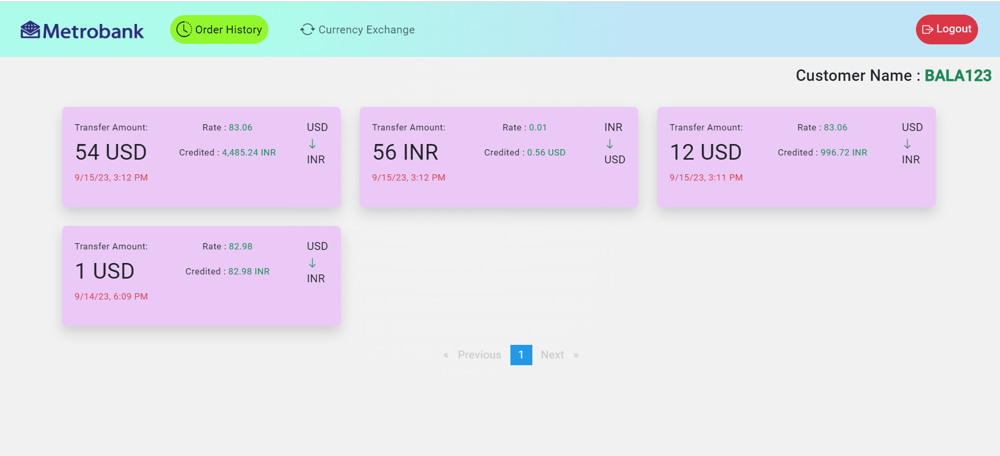 Metrobank
Order History
Currency Exchange
Logout
Customer Name : BALA123
Transfer Amount:
54 USD
9/15/23, 3:12 PM
Rate : 83.06
Credited : 4,485.24 INR
USD
↓
INR
Transfer Amount:
56 INR
9/15/23, 3:12 PM
Rate : 0.01
Credited : 0.56 USD
INR
↓
USD
Transfer Amount:
12 USD
9/15/23, 3:11 PM
Rate : 83.06
Credited : 996.72 INR
USD
↓
INR
Transfer Amount:
1 USD
9/14/23, 6:09 PM
Rate : 82.98
Credited : 82.98 INR
USD
↓
INR
« Previous 1 Next »